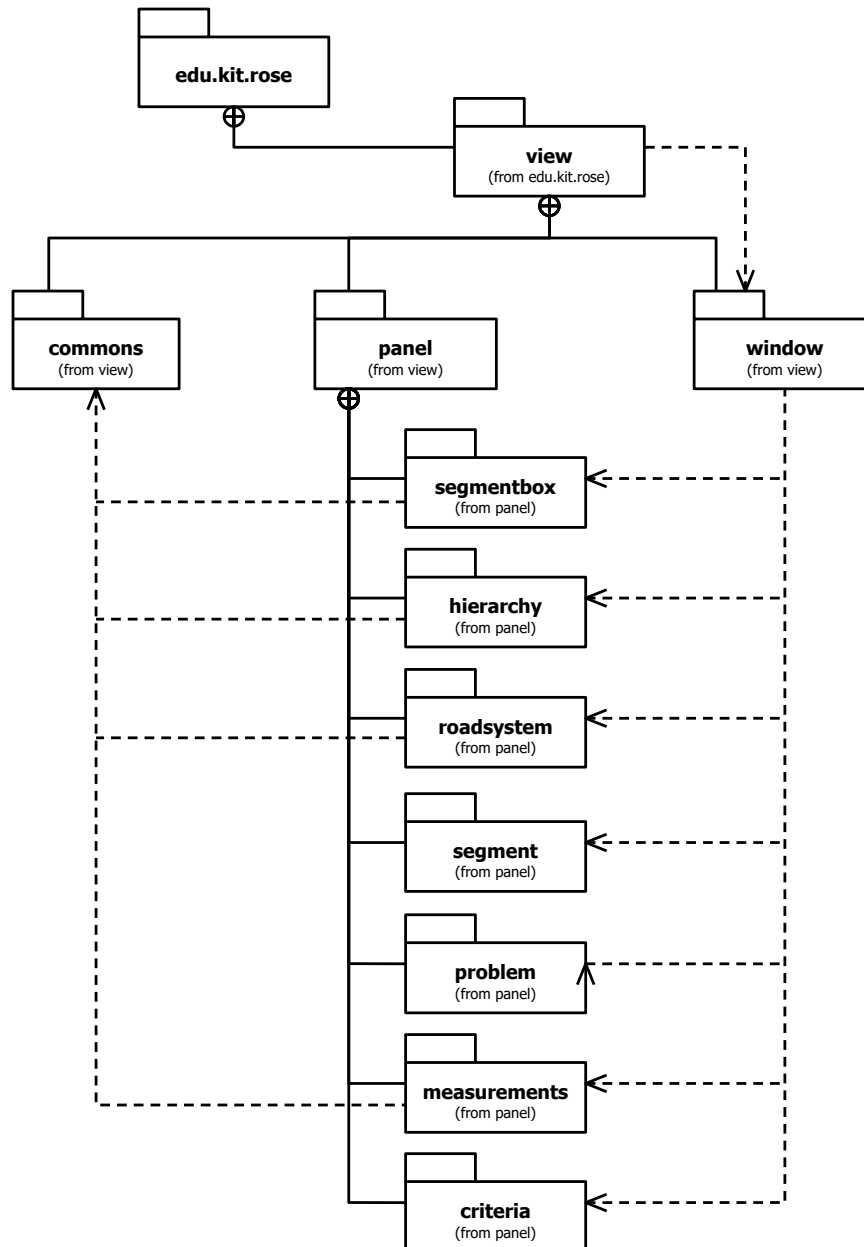 edu.kit.rose
view
(from edu.kit.rose)
commons
(from view)
panel
(from view)
window
(from view)
segmentbox
(from panel)
hierarchy
(from panel)
roadsystem
(from panel)
segment
(from panel)
problem
(from panel)
measurements
(from panel)
criteria
(from panel)